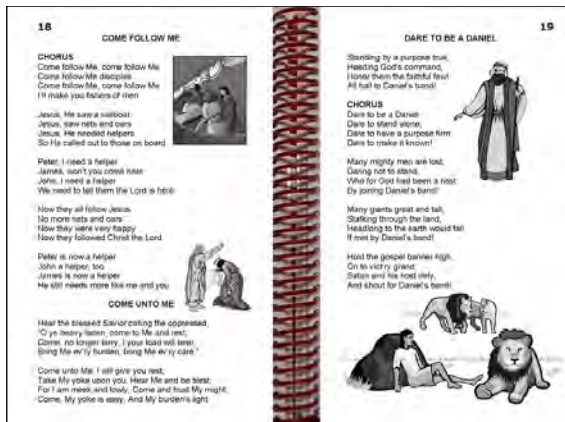 18
COME FOLLOW ME
CHORUS
Come follow Me, come follow Me
Come follow Me disciples
Come follow Me, come follow Me
I'll make you fishers of men
Jesus, He saw a sailboat
Jesus, saw nets and oars
Jesus, He needed helpers
So He called out to those on board
Peter, I need a helper
James, won't you come near
John, I need a helper
We need to tell them the Lord is here
Now they all follow Jesus
No more nets and oars
Now they were very happy
Now they followed Christ the Lord
Peter is now a helper
John a helper, too
James is now a helper
He still needs more like me and you
COME UNTO ME
Hear the blessed Savior calling the oppressed,
"O ye heavy laden, come to Me and rest;
Come, no longer tarry, I your load will bear,
Bring Me ev'ry burden, bring Me ev'ry care."
Come unto Me, I will give you rest;
Take My yoke upon you, Hear Me and be blest;
For I am meek and lowly, Come and trust My might;
Come, My yoke is easy, And My burden's light
19
DARE TO BE A DANIEL
Standing by a purpose true,
Heeding God's command,
Honor them the faithful few!
All hail to Daniel's band!
CHORUS
Dare to be a Daniel
Dare to stand alone;
Dare to have a purpose firm
Dare to make it known!
Many mighty men are lost,
Daring not to stand,
Who for God had been a host
By joining Daniel's band!
Many giants great and tall,
Stalking through the land,
Headlong to the earth would fall
If met by Daniel's band!
Hold the gospel banner high,
On to vict'ry grand;
Satan and his host defy,
And shout for Daniel's band!